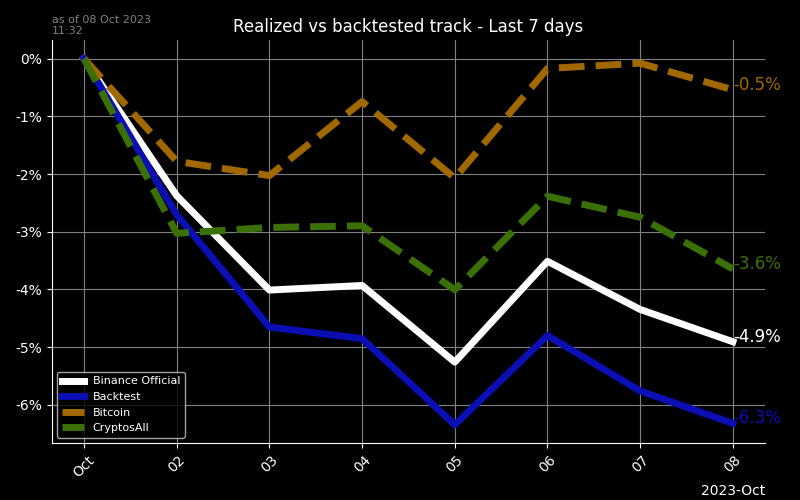 as of 08 Oct 2023
11:32
Realized vs backtested track - Last 7 days
0%
-1%
-2%
-3%
-4%
-5%
-6%
-0.5%
-3.6%
-4.9%
-6.3%
Binance Official
Backtest
Bitcoin
CryptosAll
Oct
02
03
04
05
06
07
08
2023-Oct